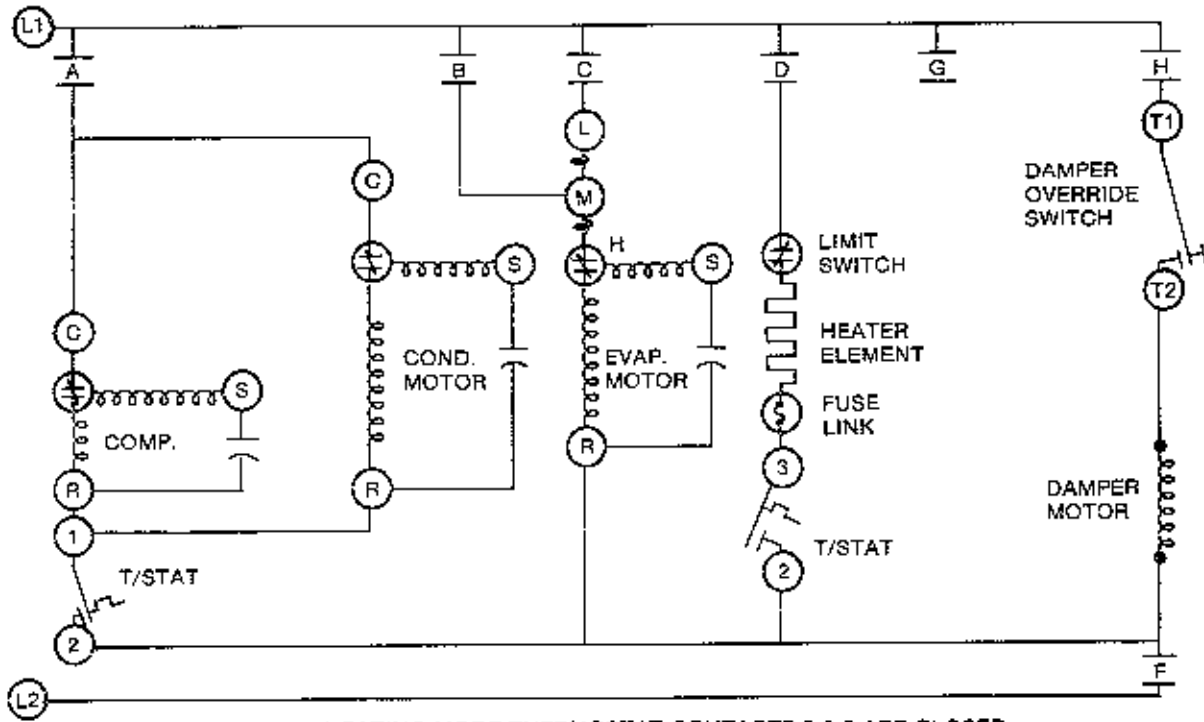 L1
A
B
C
D
G
H
L
T1
C
M
DAMPER
OVERRIDE
SWITCH
H
S
S
LIMIT
SWITCH
T2
C
COND.
MOTOR
EVAP.
MOTOR
HEATER
ELEMENT
S
FUSE
LINK
COMP.
R
3
R
R
DAMPER
MOTOR
1
T/STAT
T/STAT
2
2
F
L2